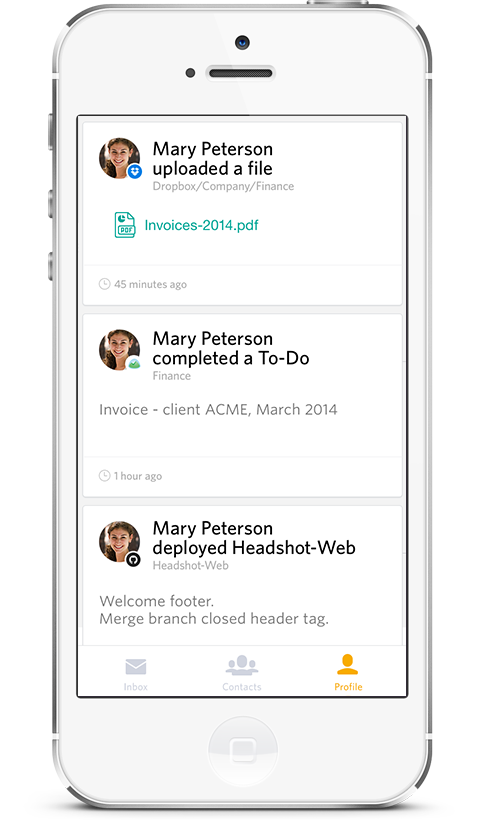 Mary Peterson
uploaded a file
Dropbox/Company/Finance
PDF
Invoices-2014.pdf
45 minutes ago
Mary Peterson
completed a To-Do
Finance
Invoice - client ACME, March 2014
1 hour ago
Mary Peterson
deployed Headshot-Web
Headshot-Web
Welcome footer.
Merge branch closed header tag.
Inbox
Contacts
Profile